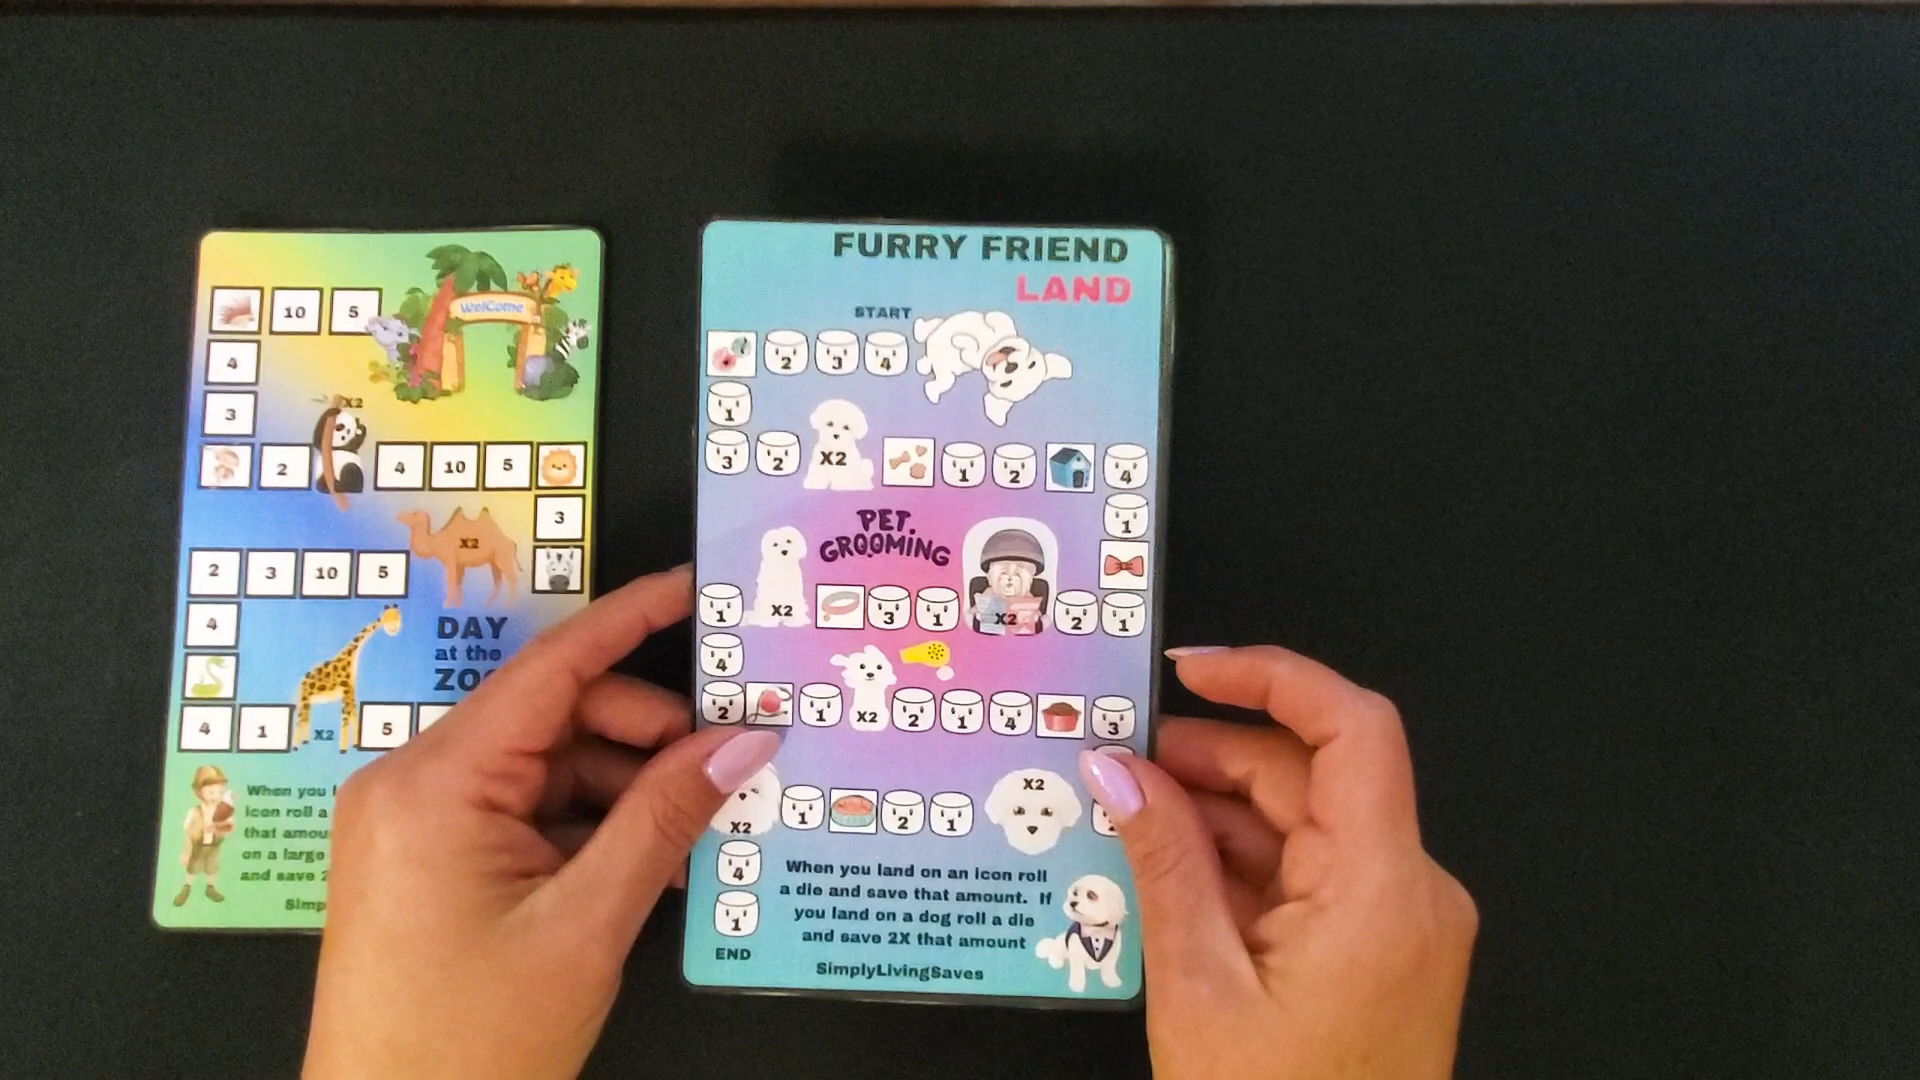 10 5
Welcome
4
3
X2
2 4 10 5
3
X2
2 3 10 5
4
DAY
at the
4 1 X2 5
When you
icon roll a
that
on a large
and save
FURRY FRIEND
LAND
START
2 3 4
1
3 2 X2 1 2 4
1
PET
GROOMING
1 X2 3 1 X2 2 1
4
2 1 X2 2 1 4 3
X2 1 2 1 X2
4
1
END
When you land on an icon roll
a die and save that amount. If
you land on a dog roll a die
and save 2X that amount
SimplyLivingSaves